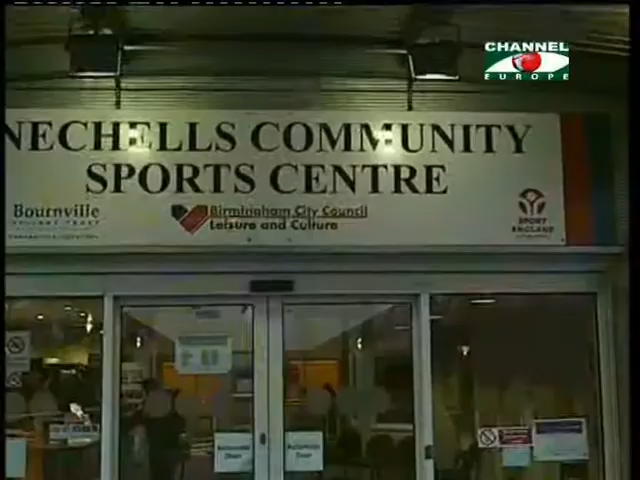 CHANNEL
EUROPE
NECHELLS COMMUNITY
SPORTS CENTRE
Bournville
Birmingham City Council
Leisure and Culture
SPORT
ENGLAND
Automatic
Door
Automatic
Door